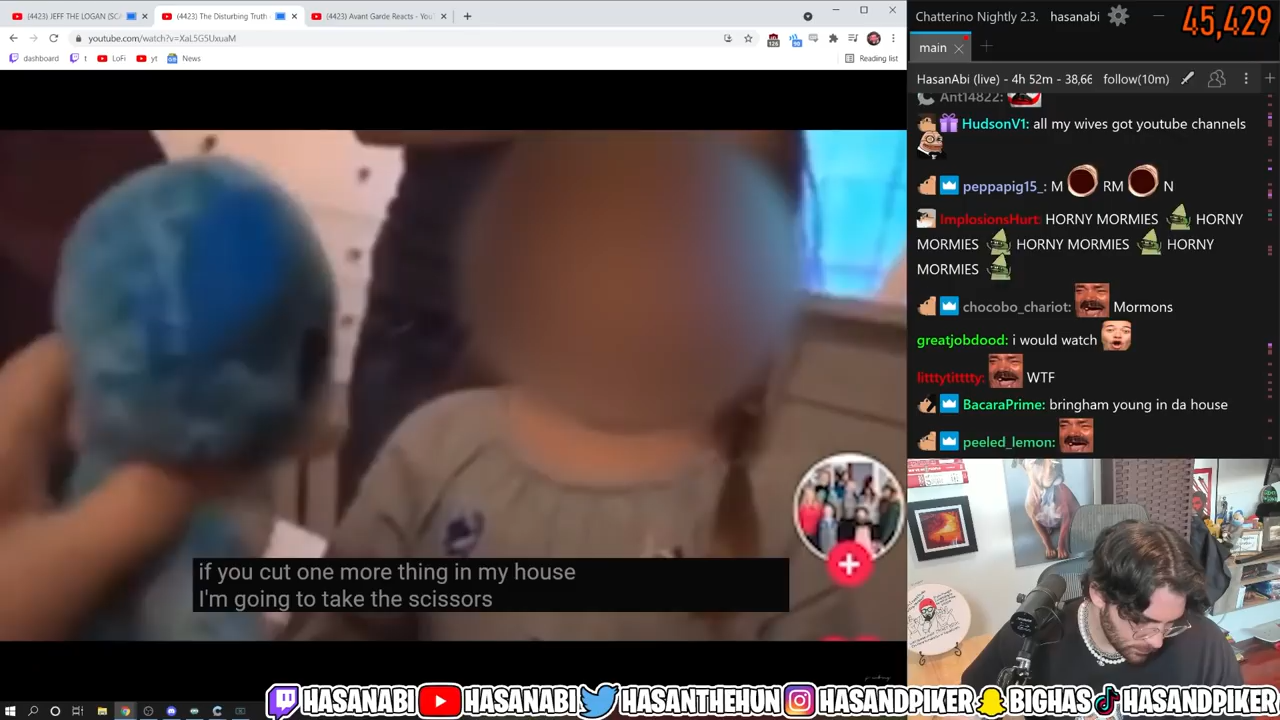 (4423) JEFF THE LOGAN (SCA
(4423) The Disturbing Truth
(4423) Avant Garde Reacts - YouT
youtube.com/watch?v=XaL5G5UxuaM
dashboard
t
LoFi
yt
News
Reading list
if you cut one more thing in my house
I'm going to take the scissors
Chatterino Nightly 2.3.
hasanabi
45,429
main
HasanAbi (live) - 4h 52m - 38,66
follow(10m)
Ant14822:
HudsonV1: all my wives got youtube channels
peppapig15_: M RM N
ImplosionsHurt: HORNY MORMIES HORNY
MORMIES HORNY MORMIES HORNY
MORMIES
chocobo_chariot: Mormons
greatjobdood: i would watch
litttytitttty: WTF
BacaraPrime: bringham young in da house
peeled_lemon:
HASANABI HASANABI HASANTHEHUN HASANDPIKER BIGHAS HASANDPIKER